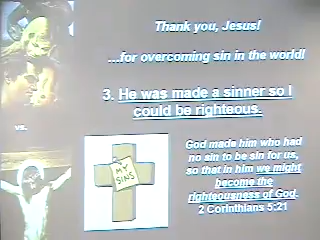 Thank you, Jesus!
...for overcoming sin in the world!
3. He was made a sinner so I
could be righteous.
vs.
MY
SINS
God made him who had
no sin to be sin for us,
so that in him we might
become the
righteousness of God.
2 Corinthians 5:21